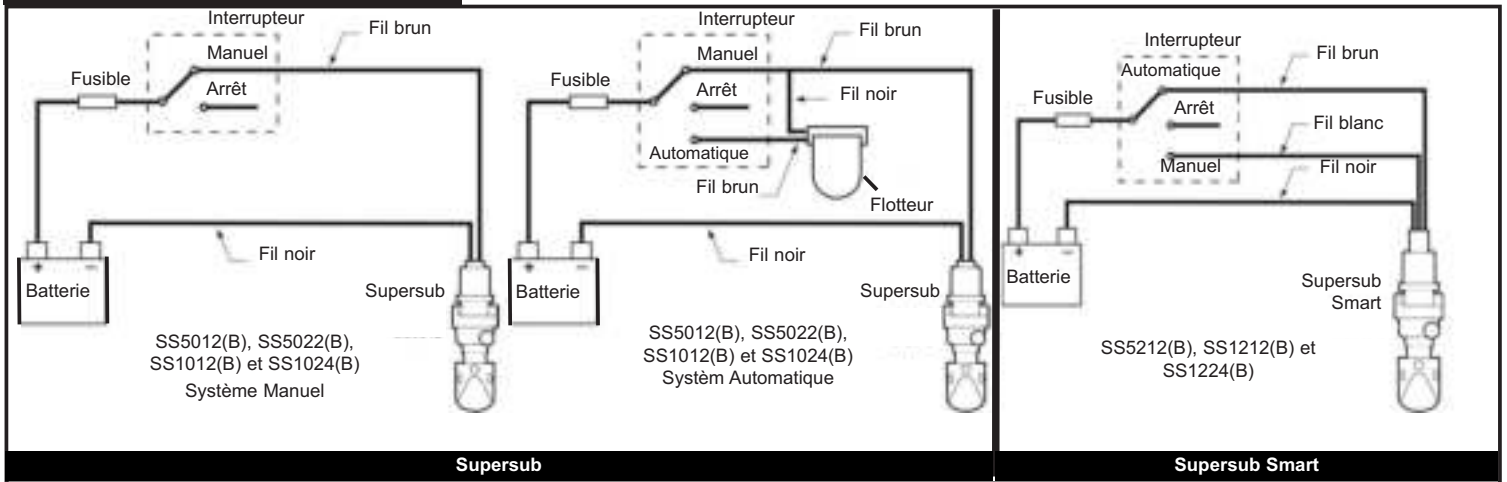 Interrupteur
Fil brun
Manuel
Fusible
Arrêt
Fil noir
+
−
Batterie
Supersub
SS5012(B), SS5022(B),
SS1012(B) et SS1024(B)
Système Manuel
Interrupteur
Fil brun
Manuel
Fusible
Arrêt
Fil noir
Automatique
Fil brun
Flotteur
Fil noir
+
−
Batterie
Supersub
SS5012(B), SS5022(B),
SS1012(B) et SS1024(B)
Systèm Automatique
Supersub
Interrupteur
Fil brun
Automatique
Fusible
Arrêt
Fil blanc
Manuel
Fil noir
+
−
Batterie
Supersub
Smart
SS5212(B), SS1212(B) et
SS1224(B)
Supersub Smart